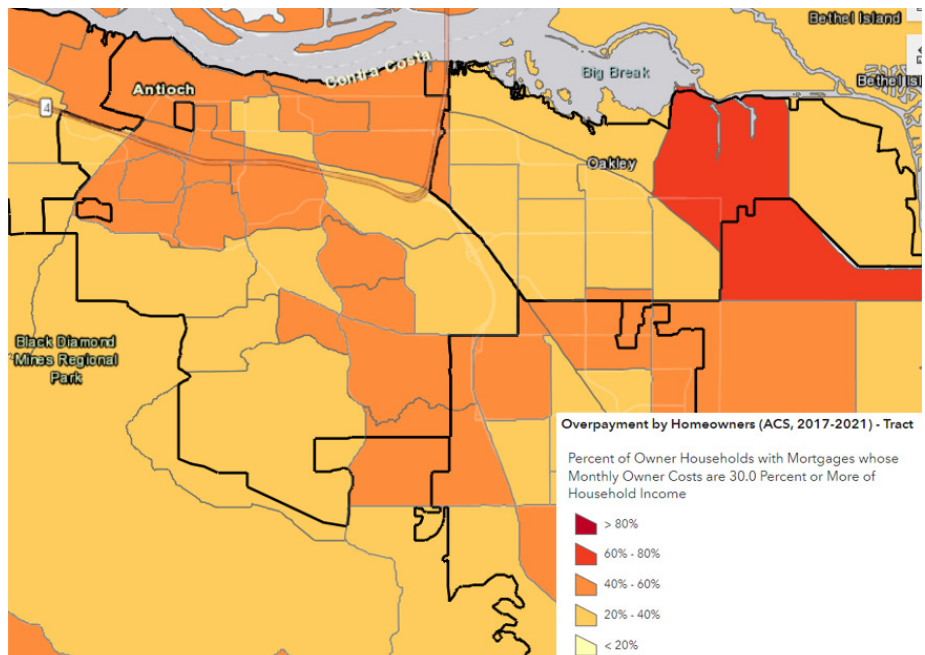 Bethel Island
Big Break
Contra Costa
Bethel Isl
Antioch
4
Oakley
Black Diamond
Mines Regional
Park
Overpayment by Homeowners (ACS, 2017-2021) - Tract
Percent of Owner Households with Mortgages whose
Monthly Owner Costs are 30.0 Percent or More of
Household Income
> 80%
60% - 80%
40% - 60%
20% - 40%
< 20%